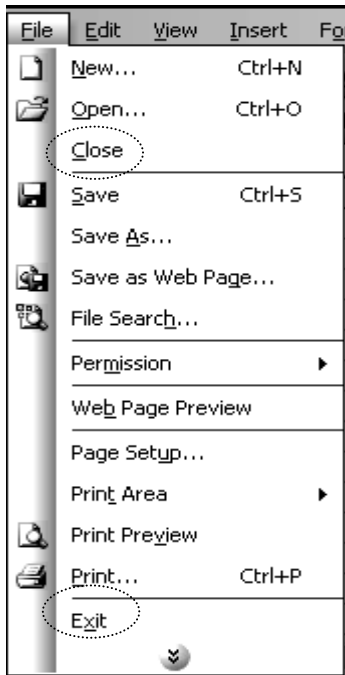 File Edit View Insert Fo
New... Ctrl+N
Open... Ctrl+O
Close
Save Ctrl+S
Save As...
Save as Web Page...
File Search...
Permission
Web Page Preview
Page Setup...
Print Area
Print Preview
Print... Ctrl+P
Exit